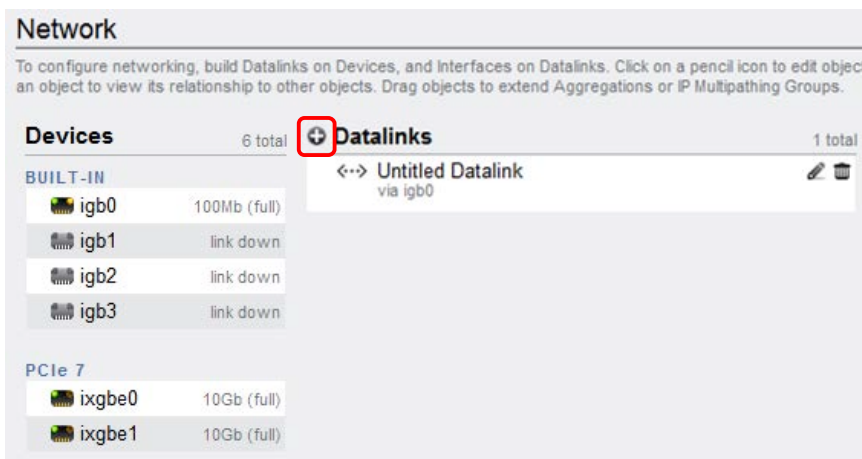 Network
To configure networking, build Datalinks on Devices, and Interfaces on Datalinks. Click on a pencil icon to edit objec
an object to view its relationship to other objects. Drag objects to extend Aggregations or IP Multipathing Groups.
Devices 6 total
BUILT-IN
igb0 100Mb (full)
igb1 link down
igb2 link down
igb3 link down
PCIe 7
ixgbe0 10Gb (full)
ixgbe1 10Gb (full)
Datalinks 1 total
Untitled Datalink
via igb0